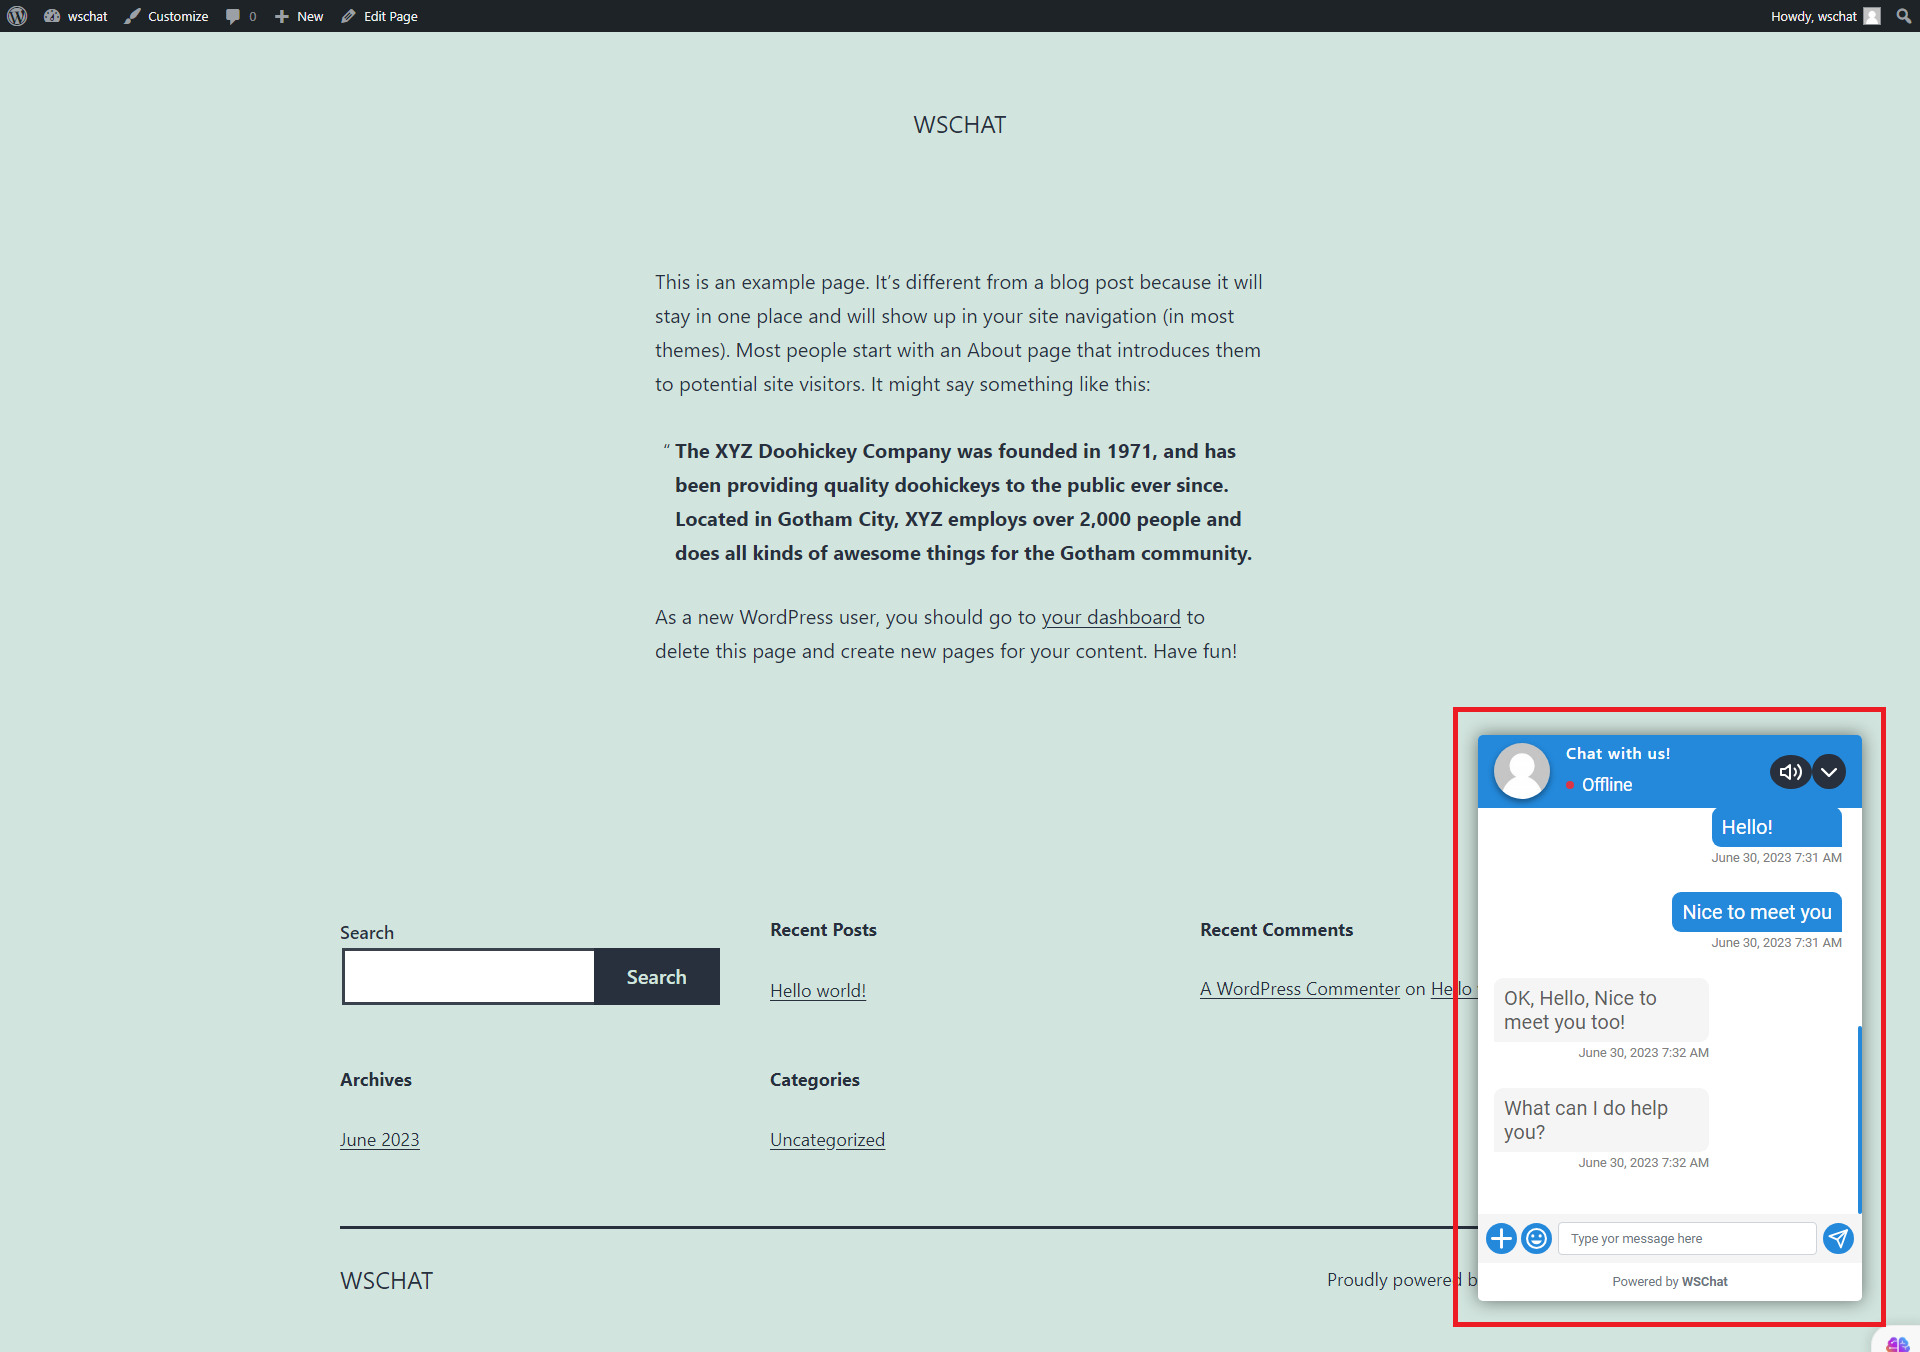 wschat Customize 0 New Edit Page Howdy, wschat
WSCHAT
This is an example page. It’s different from a blog post because it will
stay in one place and will show up in your site navigation (in most
themes). Most people start with an About page that introduces them
to potential site visitors. It might say something like this:
“ The XYZ Doohickey Company was founded in 1971, and has
been providing quality doohickeys to the public ever since.
Located in Gotham City, XYZ employs over 2,000 people and
does all kinds of awesome things for the Gotham community.
As a new WordPress user, you should go to your dashboard to
delete this page and create new pages for your content. Have fun!
Search
Search
Recent Posts
Hello world!
Recent Comments
A WordPress Commenter on Hello
Archives
June 2023
Categories
Uncategorized
WSCHAT
Proudly powered b
Chat with us!
Offline
Hello!
June 30, 2023 7:31 AM
Nice to meet you
June 30, 2023 7:31 AM
OK, Hello, Nice to
meet you too!
June 30, 2023 7:32 AM
What can I do help
you?
June 30, 2023 7:32 AM
Type yor message here
Powered by WSChat